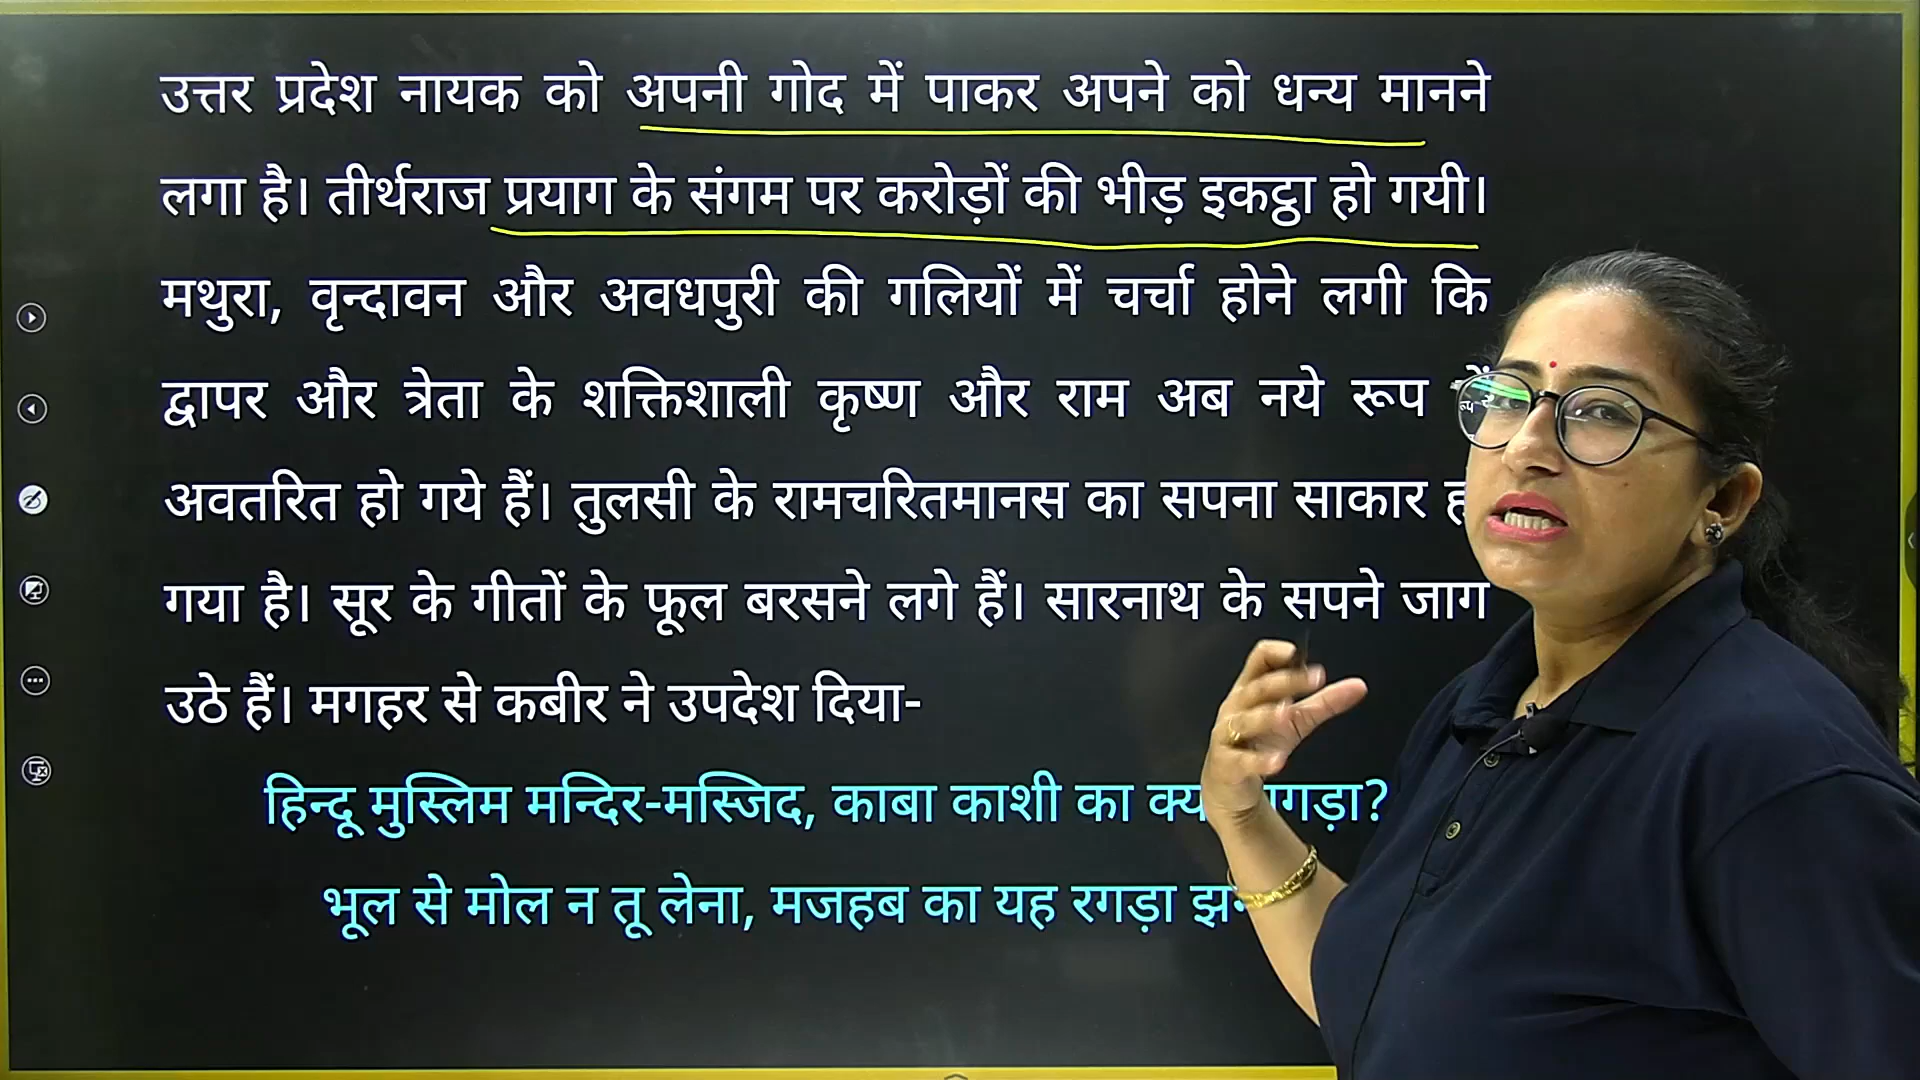 उत्तर प्रदेश नायक को अपनी गोद में पाकर अपने को धन्य मानने
लगा है। तीर्थराज प्रयाग के संगम पर करोड़ों की भीड़ इकट्ठा हो गयी।
मथुरा, वृन्दावन और अवधपुरी की गलियों में चर्चा होने लगी कि
द्वापर और त्रेता के शक्तिशाली कृष्ण और राम अब नये रूप
अवतरित हो गये हैं। तुलसी के रामचरितमानस का सपना साकार
गया है। सूर के गीतों के फूल बरसने लगे हैं। सारनाथ के सपने जाग
उठे हैं। मगहर से कबीर ने उपदेश दिया-
हिन्दू मुस्लिम मन्दिर-मस्जिद, काबा काशी का
भूल से मोल न तू लेना, मजहब का यह रगड़ा